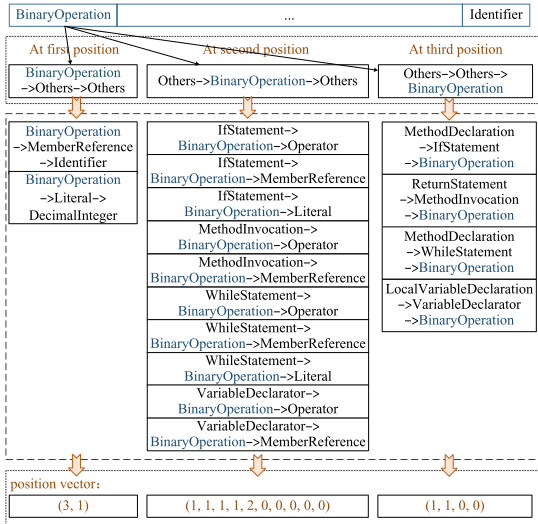 BinaryOperation
...
Identifier
At first position
At second position
At third position
BinaryOperation
->Others->Others
Others->BinaryOperation->Others
Others->Others->
BinaryOperation
BinaryOperation
->MemberReference
->Identifier
BinaryOperation
->Literal->
DecimalInteger
IfStatement->
BinaryOperation->Operator
IfStatement->
BinaryOperation->MemberReference
IfStatement->
BinaryOperation->Literal
MethodInvocation->
BinaryOperation->Operator
MethodInvocation->
BinaryOperation->MemberReference
WhileStatement->
BinaryOperation->Operator
WhileStatement->
BinaryOperation->MemberReference
WhileStatement->
BinaryOperation->Literal
VariableDeclarator->
BinaryOperation->Operator
VariableDeclarator->
BinaryOperation->MemberReference
MethodDeclaration
->IfStatement
->BinaryOperation
ReturnStatement
->MethodInvocation
->BinaryOperation
MethodDeclaration
->WhileStatement
->BinaryOperation
LocalVariableDeclaration
->VariableDeclarator
->BinaryOperation
position vector:
(3, 1)
(1, 1, 1, 1, 2, 0, 0, 0, 0, 0)
(1, 1, 0, 0)